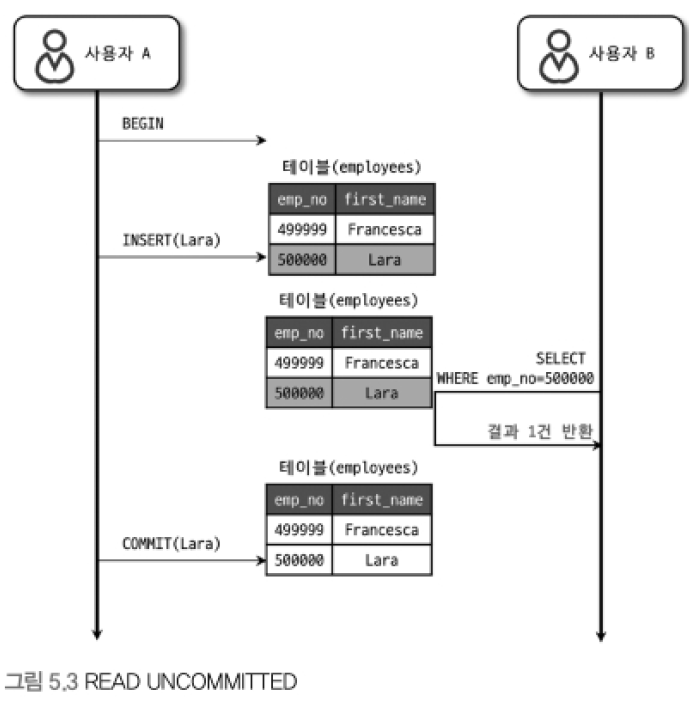 사용자 A
사용자 B
BEGIN
테이블(employees)
emp_no first_name
499999 Francesca
INSERT(Lara)
500000 Lara
테이블(employees)
emp_no first_name
499999 Francesca
500000 Lara
SELECT
WHERE emp_no=500000
결과 1건 반환
테이블(employees)
emp_no first_name
499999 Francesca
COMMIT(Lara)
500000 Lara
그림 5.3 READ UNCOMMITTED